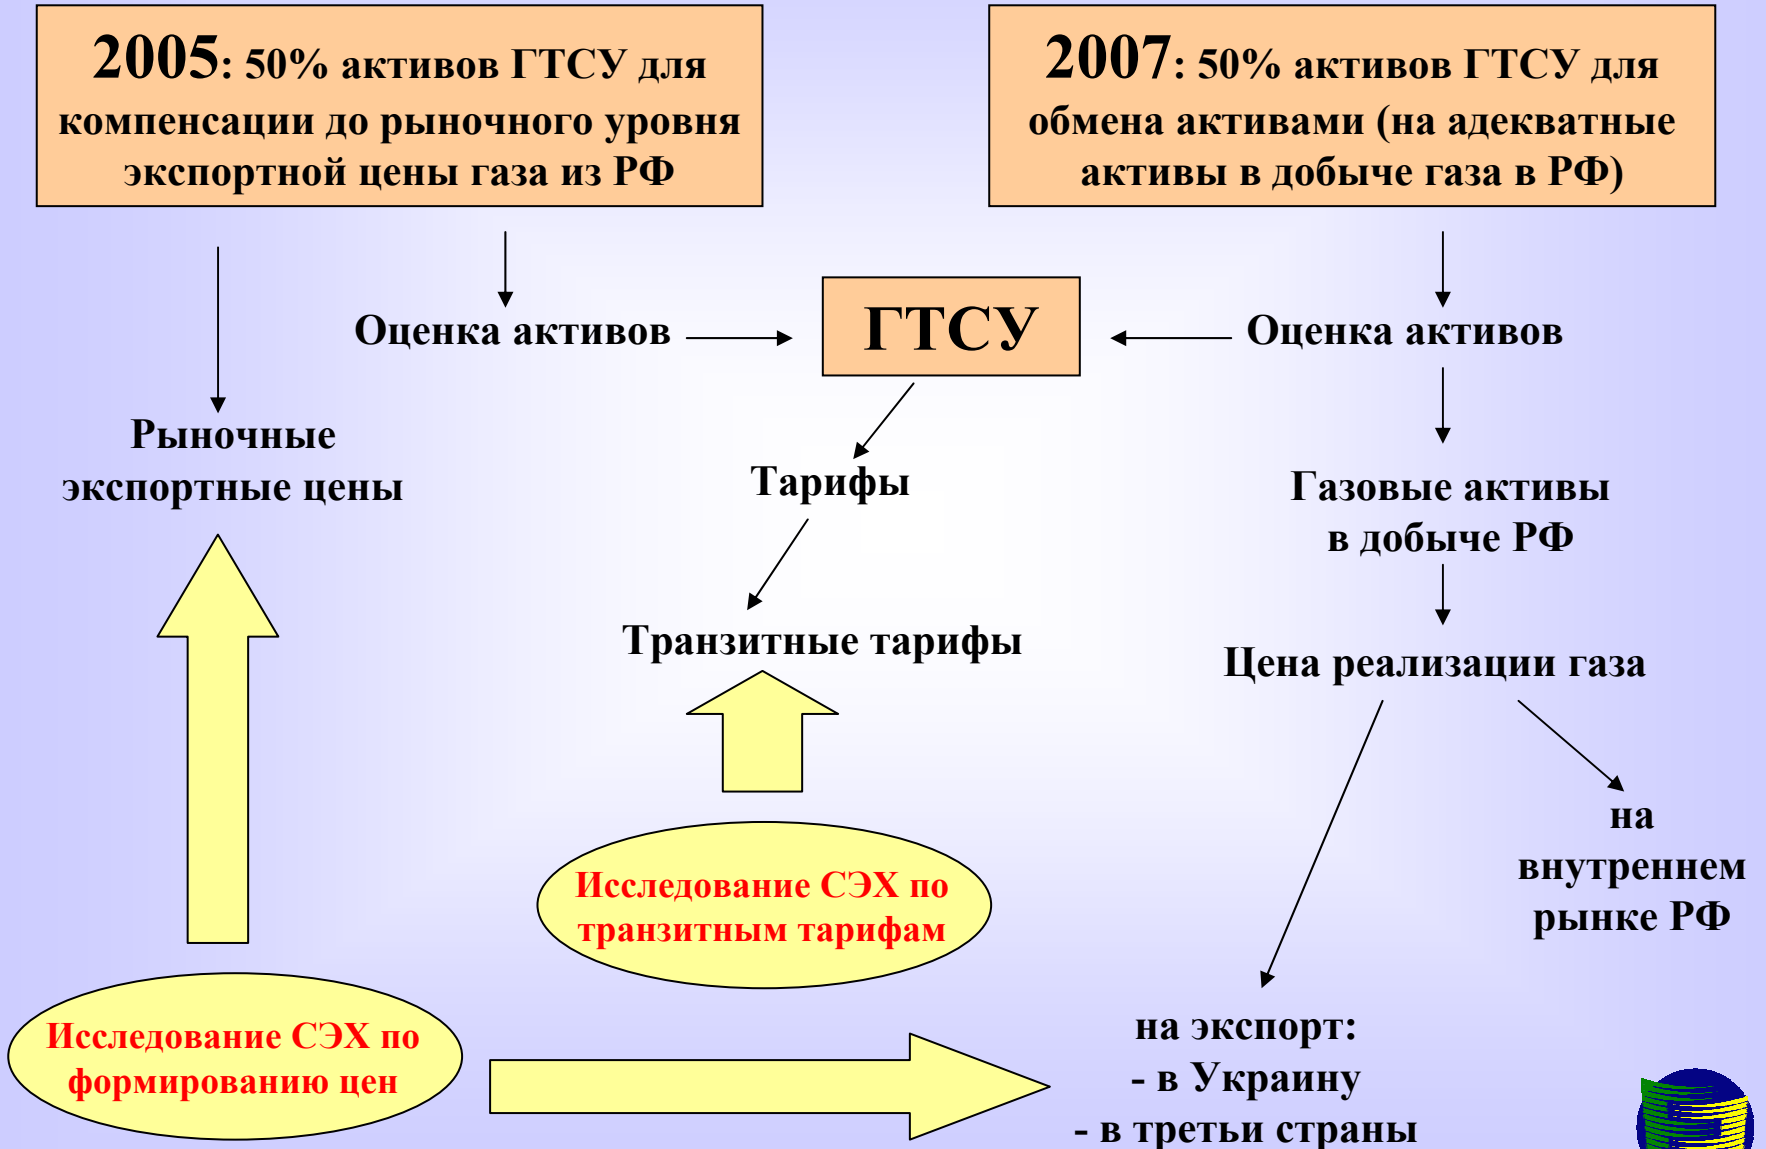 2005: 50% активов ГТСУ для
компенсации до рыночного уровня
экспортной цены газа из РФ
2007: 50% активов ГТСУ для
обмена активами (на адекватные
активы в добыче газа в РФ)
Оценка активов
ГТСУ
Оценка активов
Рыночные
экспортные цены
Тарифы
Газовые активы
в добыче РФ
Транзитные тарифы
Цена реализации газа
на
внутреннем
рынке РФ
Исследование СЭХ по
транзитным тарифам
Исследование СЭХ по
формированию цен
на экспорт:
- в Украину
- в третьи страны